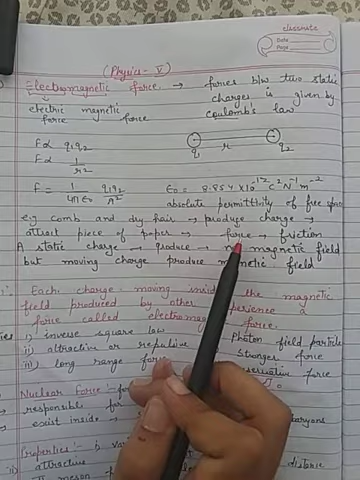 classmate
Date
Page
(Physics - V)
Electromagnetic force → forces b/w two static
charges is given by
Coulomb's law
electric magnetic
force force
F ∝ q1q2
F ∝ 1/r²
q1 r q2
F = 1/4πε0 q1q2/r² ε0 = 8.854 × 10⁻¹² C² N⁻¹ m⁻²
absolute permittivity of free space
eg comb and dry hair → produce charge →
attract piece of paper → force → friction
A static charge → produce → no magnetic field
but moving charge produce magnetic field
Each charge moving inside the magnetic
field produced by other experience a
force called electromagnetic force.
i) inverse square law Photon field particle
ii) attractive or repulsive Stronger force
iii) long range force
Nuclear Force :-
→ responsible
→ exist inside
Properties :- i)
ii) attractive